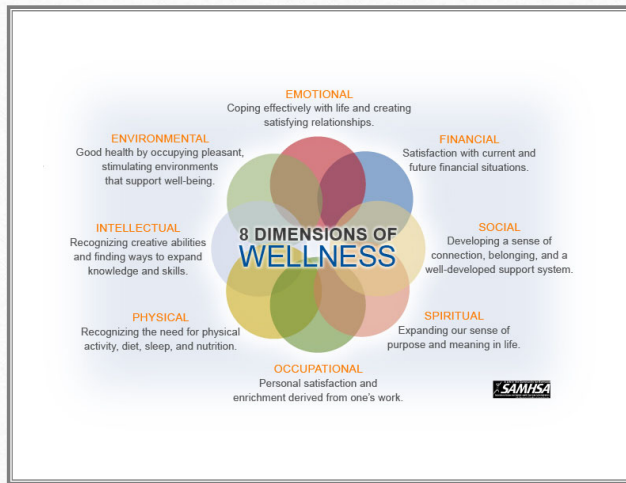 EMOTIONAL
Coping effectively with life and creating
satisfying relationships.
ENVIRONMENTAL
Good health by occupying pleasant,
stimulating environments
that support well-being.
FINANCIAL
Satisfaction with current and
future financial situations.
INTELLECTUAL
Recognizing creative abilities
and finding ways to expand
knowledge and skills.
8 DIMENSIONS OF
WELLNESS
SOCIAL
Developing a sense of
connection, belonging, and a
well-developed support system.
PHYSICAL
Recognizing the need for physical
activity, diet, sleep, and nutrition.
SPIRITUAL
Expanding our sense of
purpose and meaning in life.
OCCUPATIONAL
Personal satisfaction and
enrichment derived from one's work.
SAMHSA